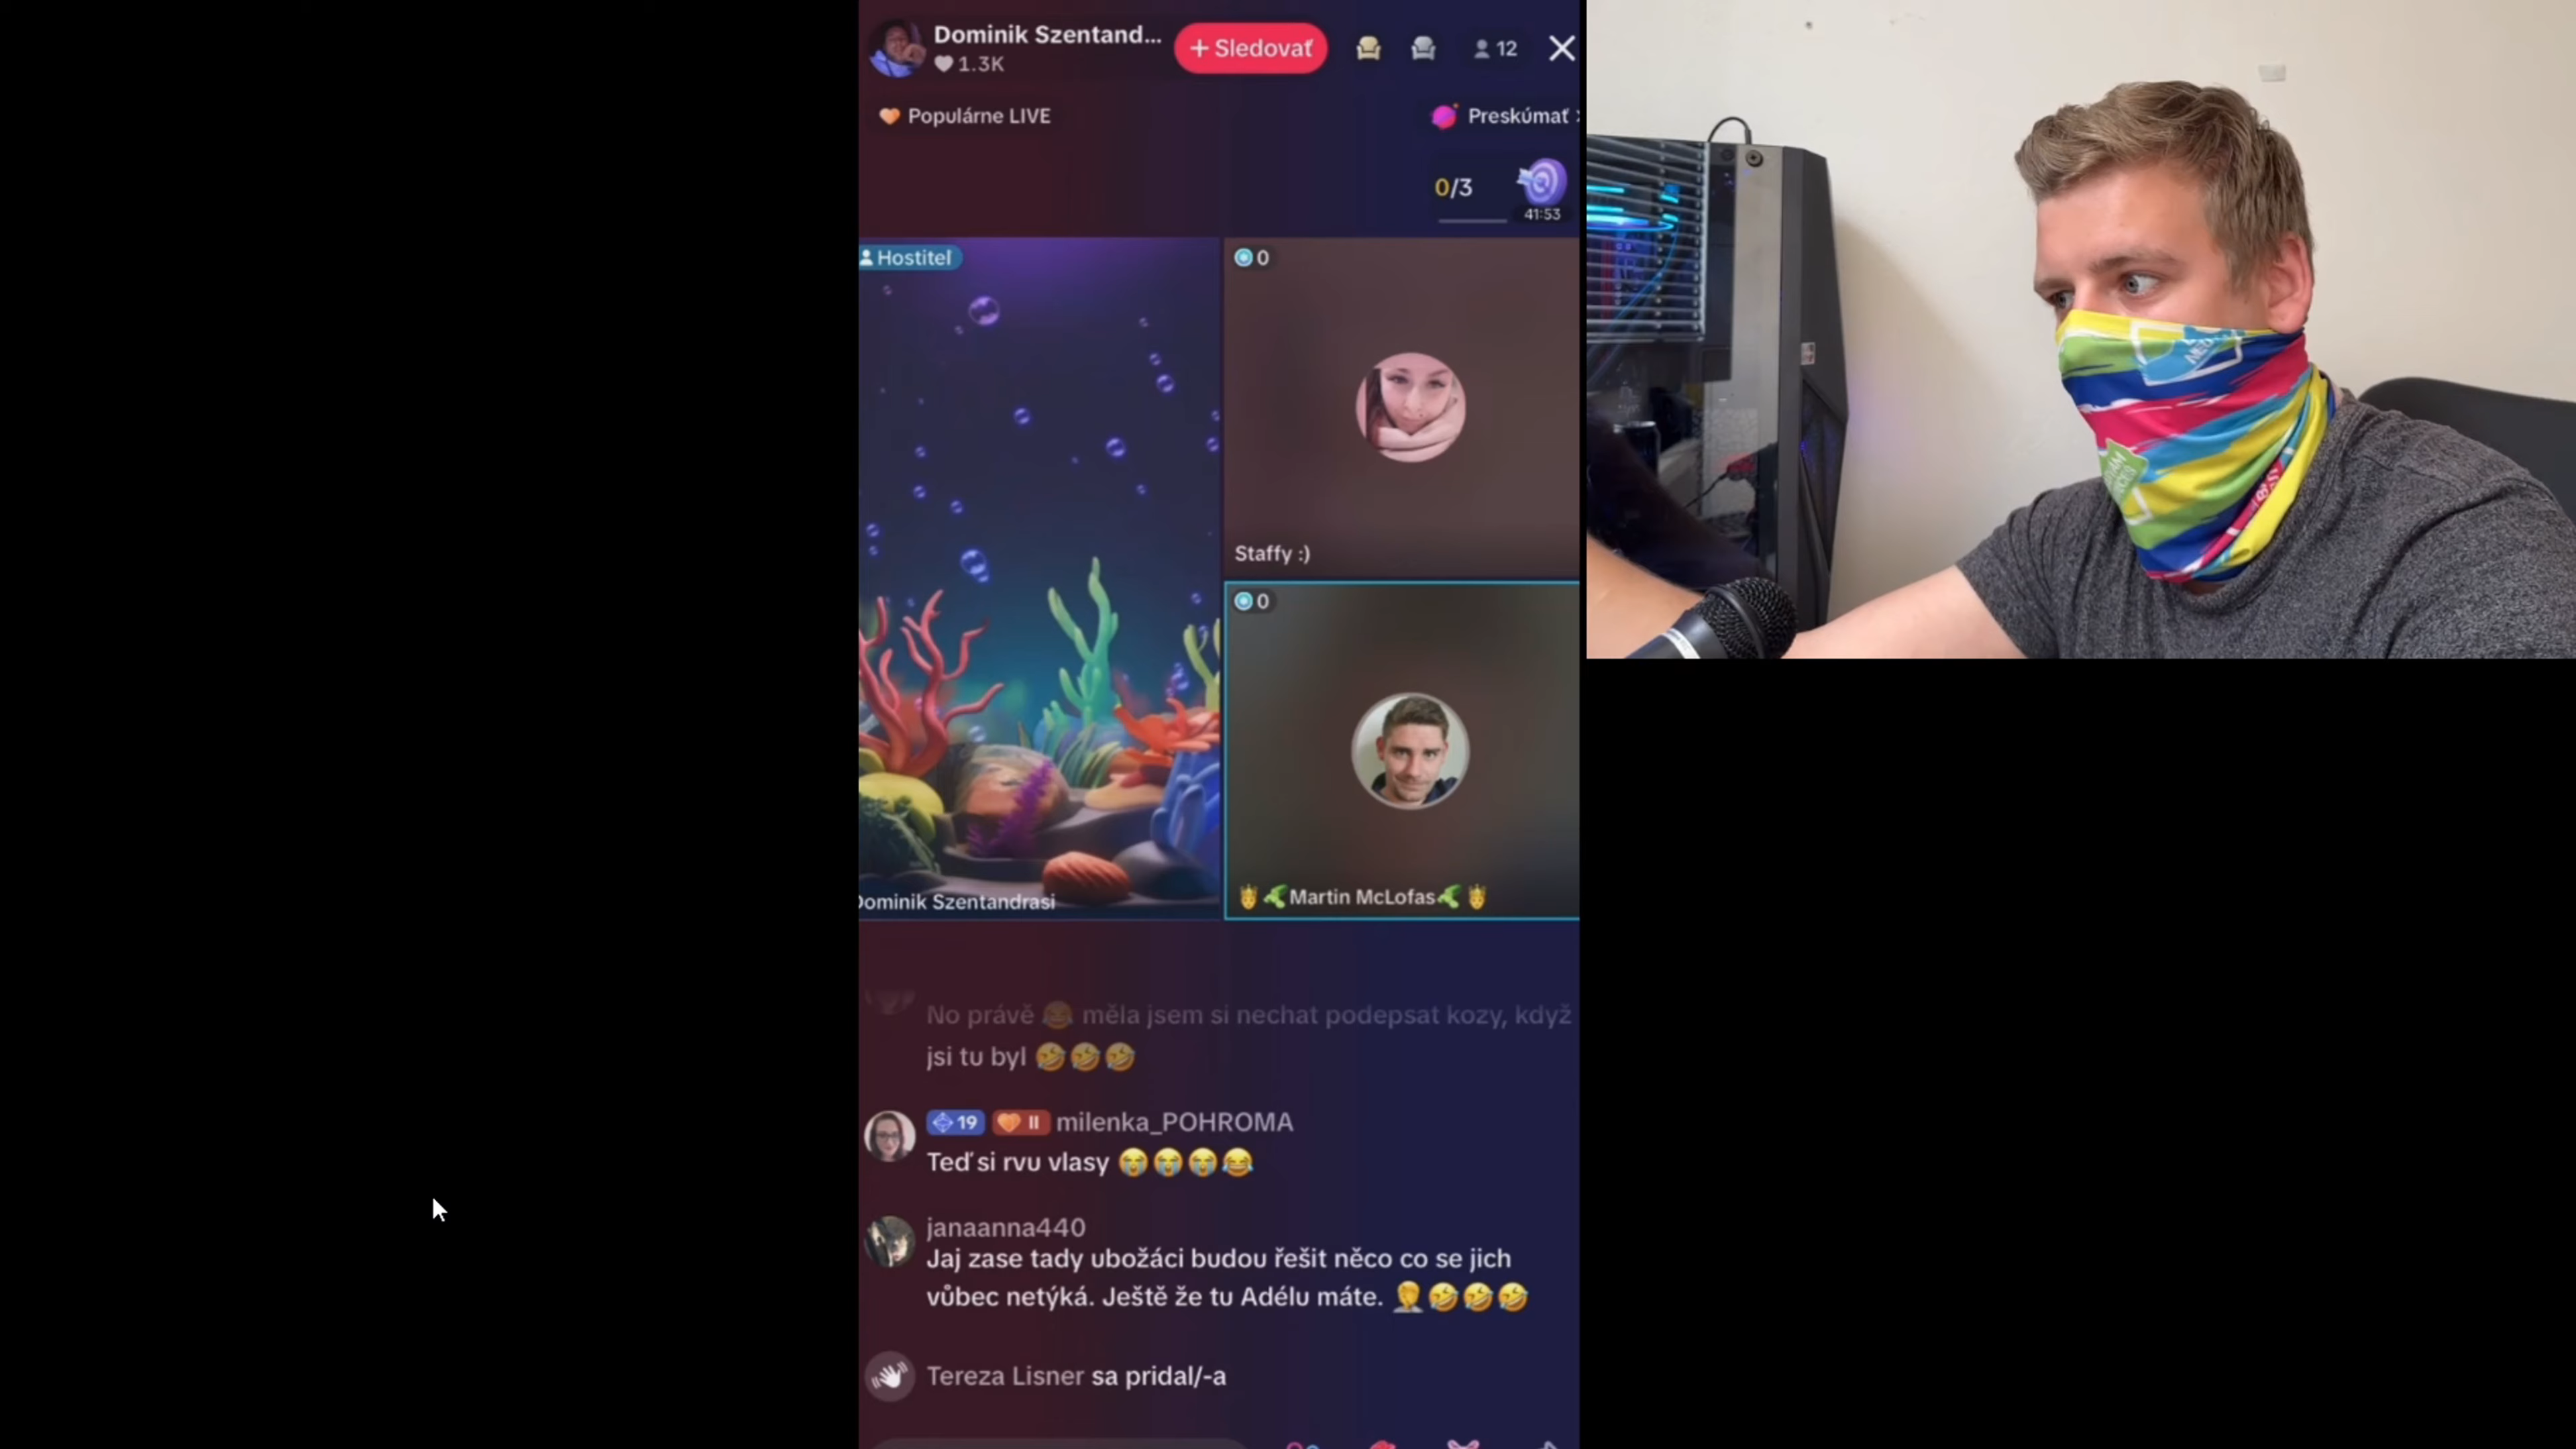 Dominik Szentand...
+ Sledovať
12
1.3K
Populárne LIVE
Preskúmať
0/3
41:53
Hostiteľ
0
Staffy :)
0
Dominik Szentandrasi
🤴🥦Martin McLofas🥦🤴
No právě 😂 měla jsem si nechat podepsat kozy, když
jsi tu byl 🤣🤣🤣
19 II milenka_POHROMA
Teď si rvu vlasy 😭😭😭😂
janaanna440
Jaj zase tady ubožáci budou řešit něco co se jich
vůbec netýká. Ještě že tu Adélu máte. 🤦🤣🤣🤣
Tereza Lisner sa pridal/-a